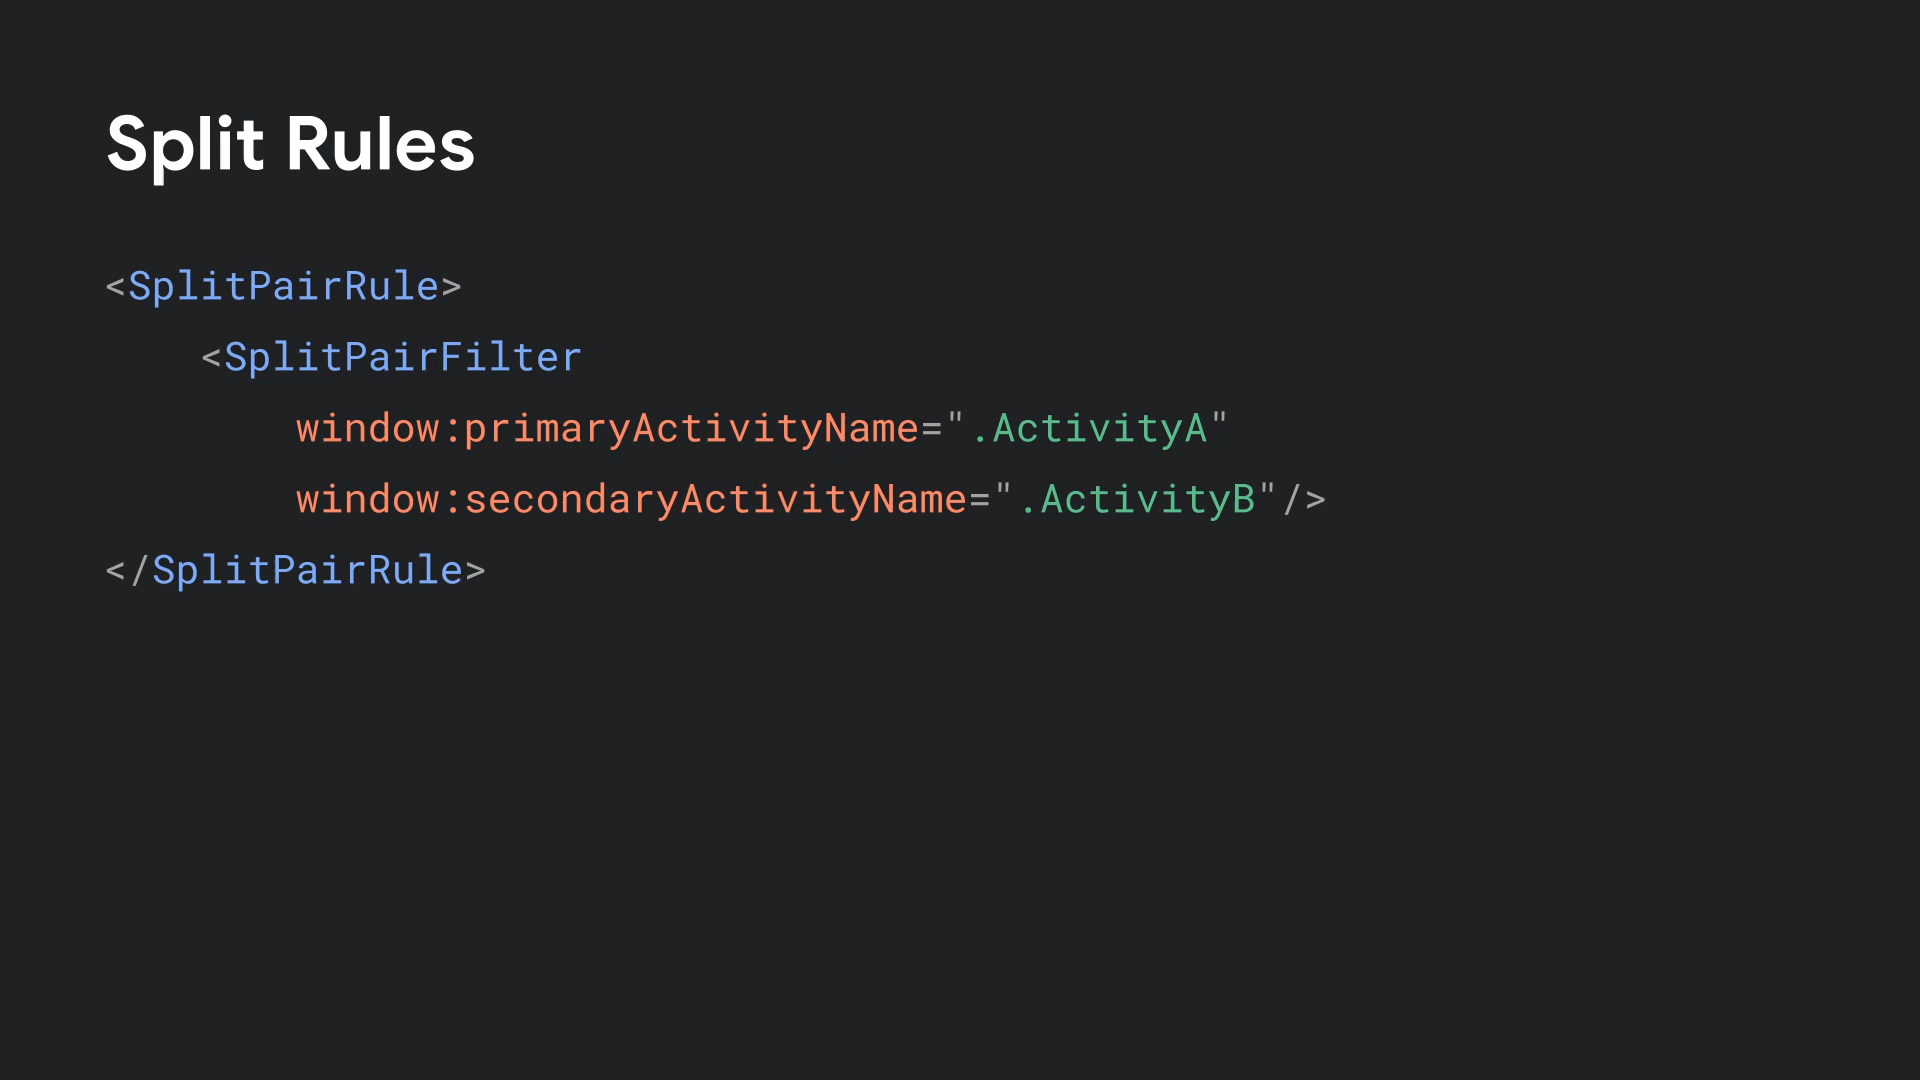 Split Rules
<SplitPairRule>
<SplitPairFilter
window:primaryActivityName=".ActivityA"
window:secondaryActivityName=".ActivityB"/>
</SplitPairRule>